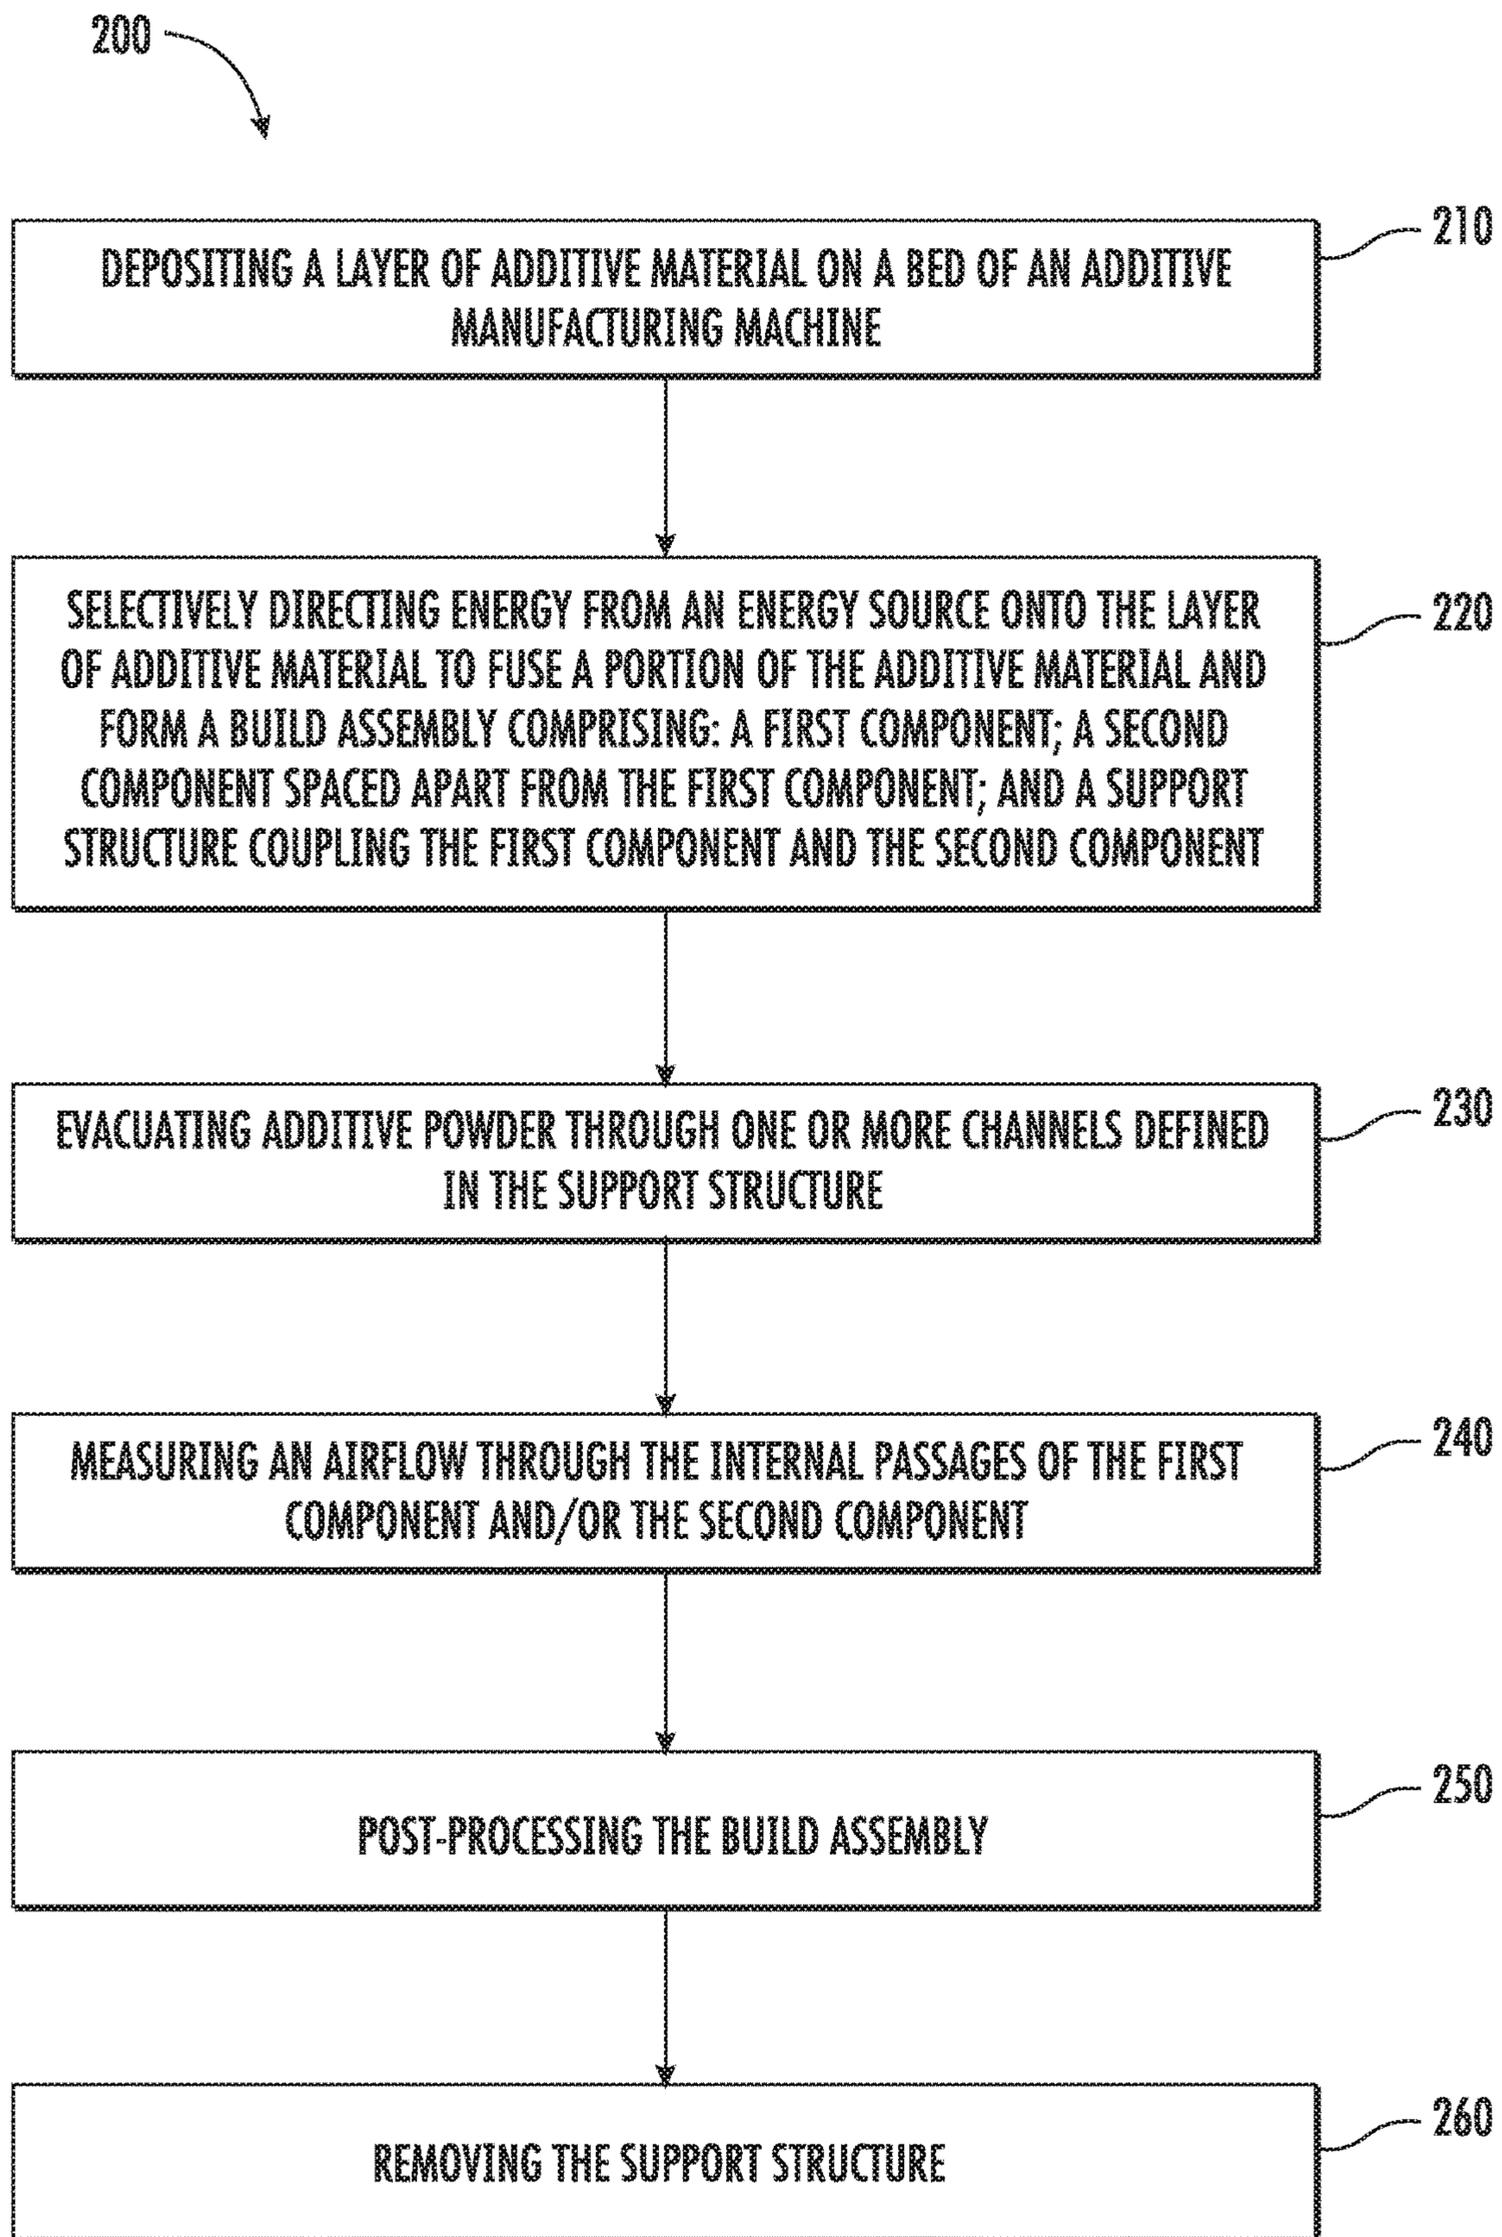 200
210
DEPOSITING A LAYER OF ADDITIVE MATERIAL ON A BED OF AN ADDITIVE
MANUFACTURING MACHINE
220
SELECTIVELY DIRECTING ENERGY FROM AN ENERGY SOURCE ONTO THE LAYER
OF ADDITIVE MATERIAL TO FUSE A PORTION OF THE ADDITIVE MATERIAL AND
FORM A BUILD ASSEMBLY COMPRISING: A FIRST COMPONENT; A SECOND
COMPONENT SPACED APART FROM THE FIRST COMPONENT; AND A SUPPORT
STRUCTURE COUPLING THE FIRST COMPONENT AND THE SECOND COMPONENT
230
EVACUATING ADDITIVE POWDER THROUGH ONE OR MORE CHANNELS DEFINED
IN THE SUPPORT STRUCTURE
240
MEASURING AN AIRFLOW THROUGH THE INTERNAL PASSAGES OF THE FIRST
COMPONENT AND/OR THE SECOND COMPONENT
250
POST-PROCESSING THE BUILD ASSEMBLY
260
REMOVING THE SUPPORT STRUCTURE